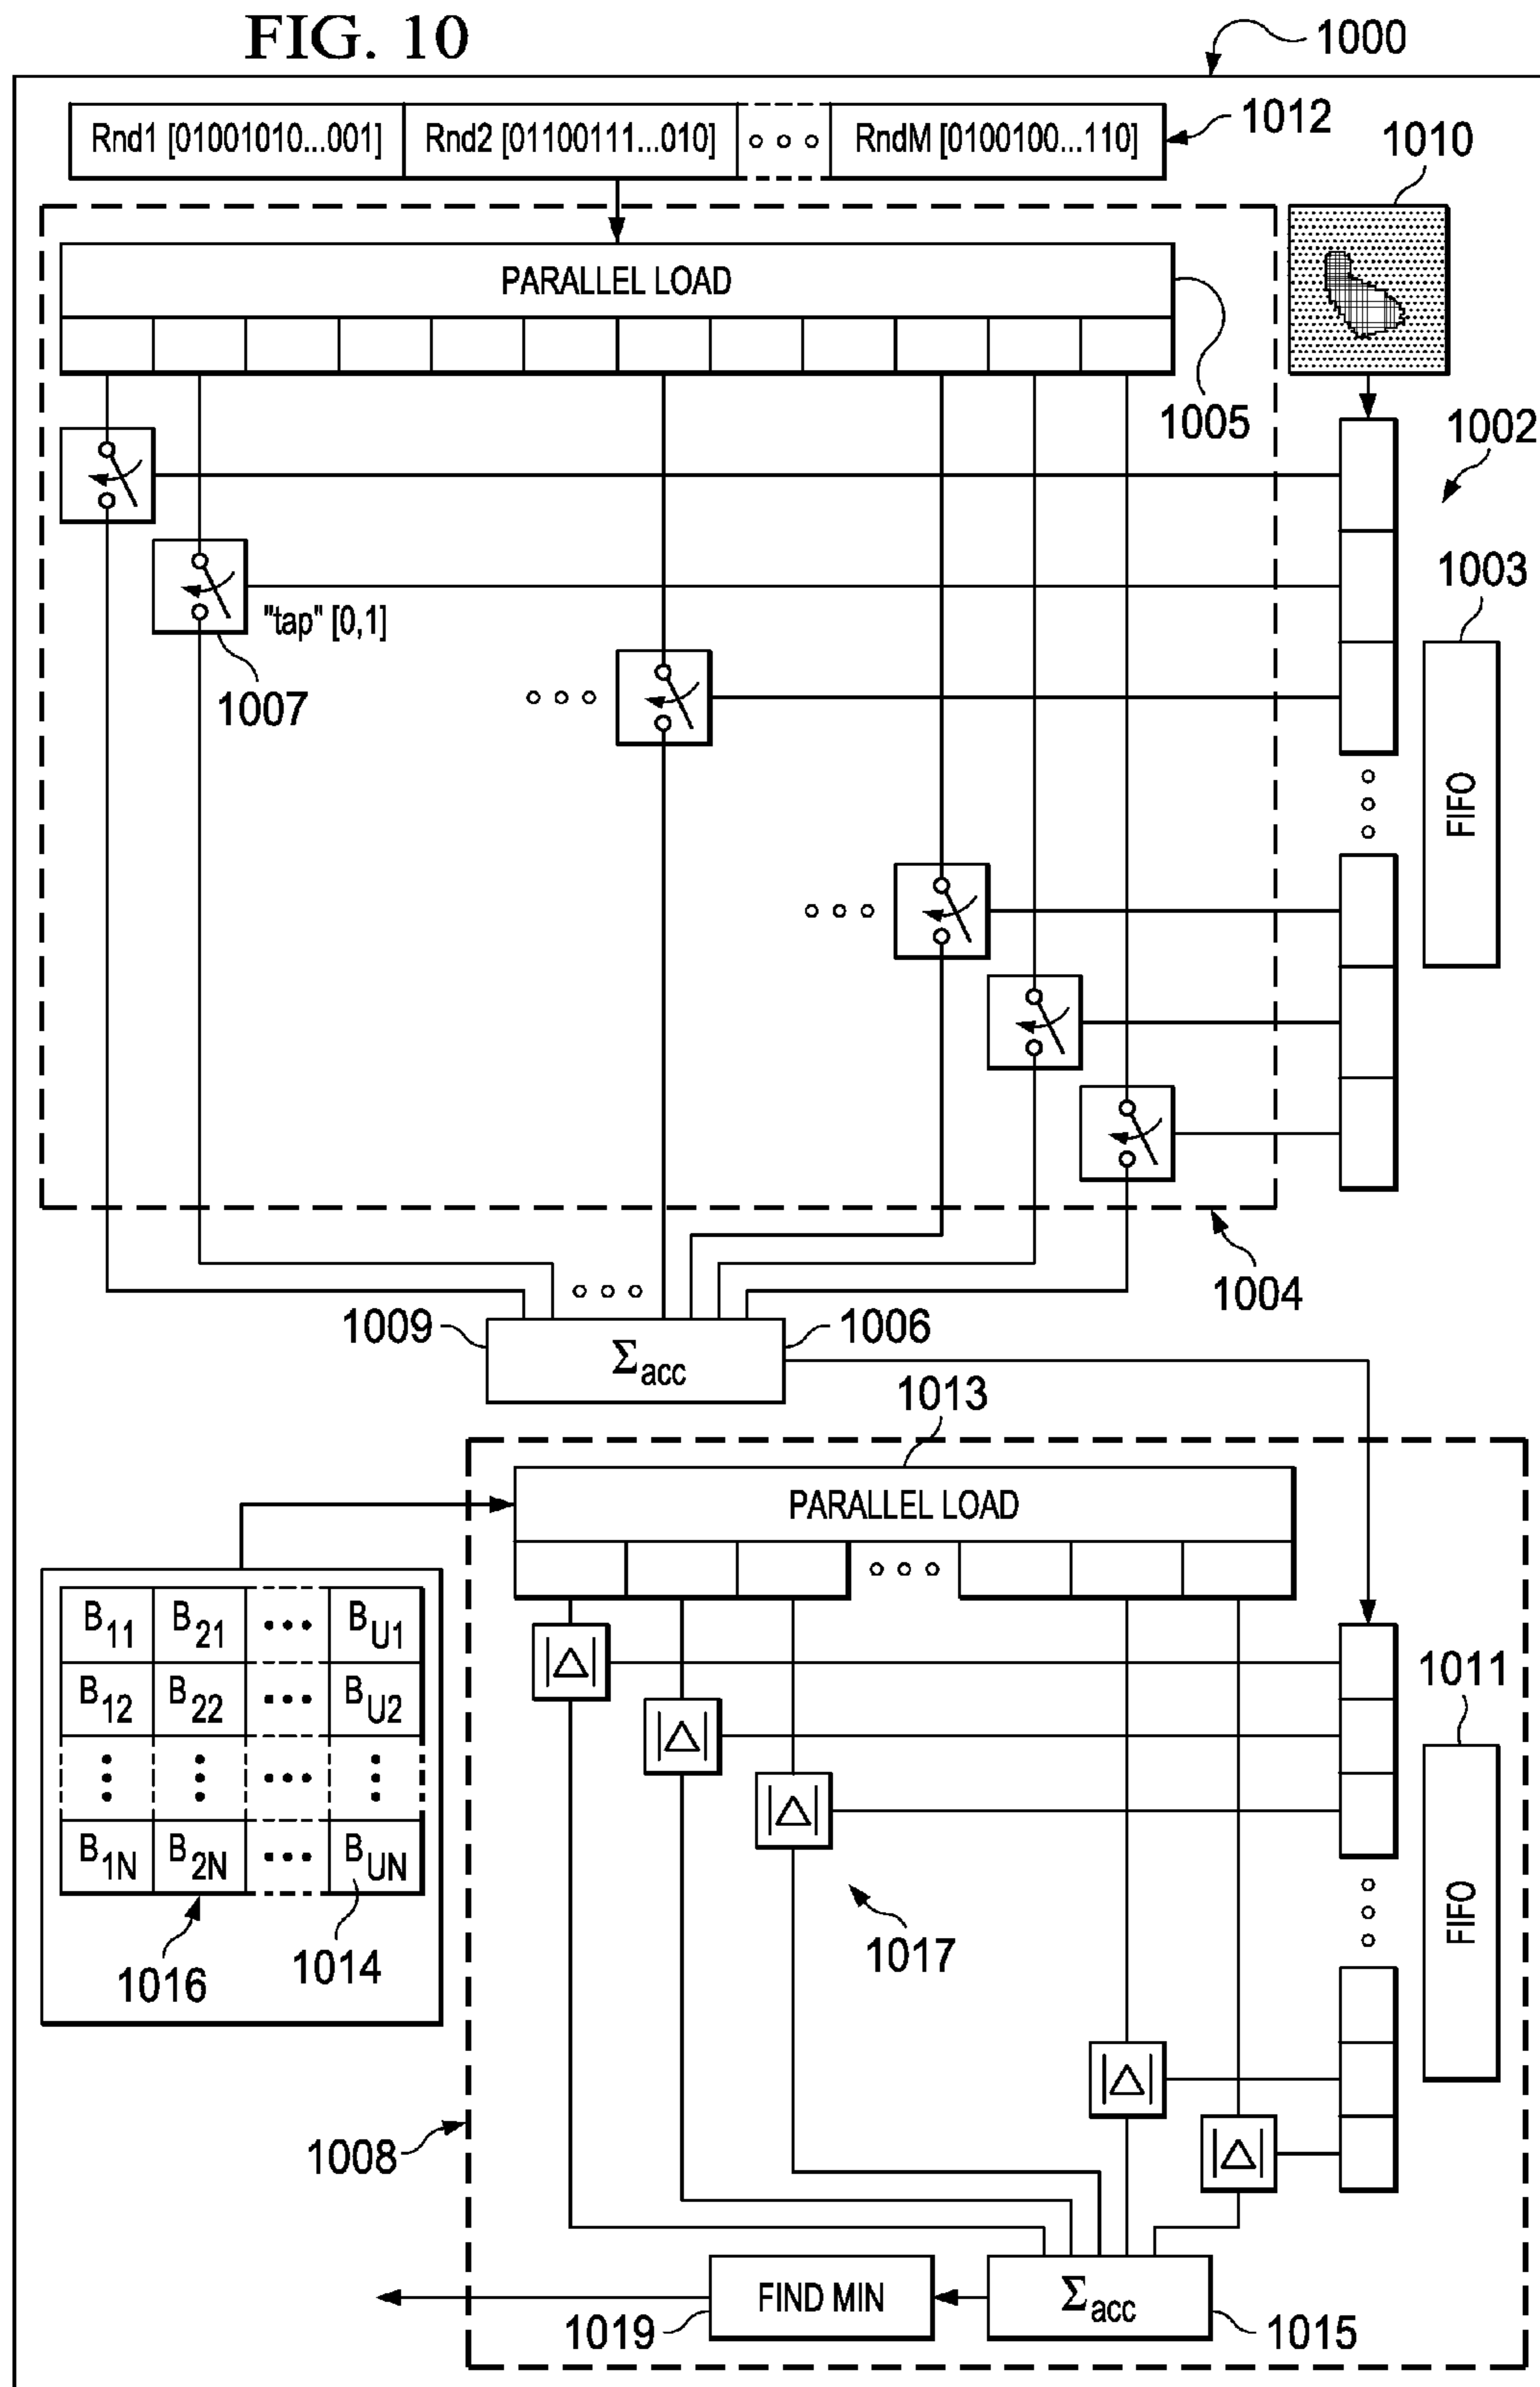 FIG. 10
1000
Rnd1 [01001010...001] Rnd2 [01100111...010] ○ ○ ○ RndM [0100100...110]
1012
1010
PARALLEL LOAD
1005
1002
1003
"tap" [0,1]
1007
FIFO
1004
1009
1006
Σacc
1013
PARALLEL LOAD
B11 B21 ••• BU1
B12 B22 ••• BU2
B1N B2N ••• BUN
1016
1014
|△|
|△|
|△|
1011
FIFO
1017
|△|
|△|
1008
FIND MIN
Σacc
1019
1015